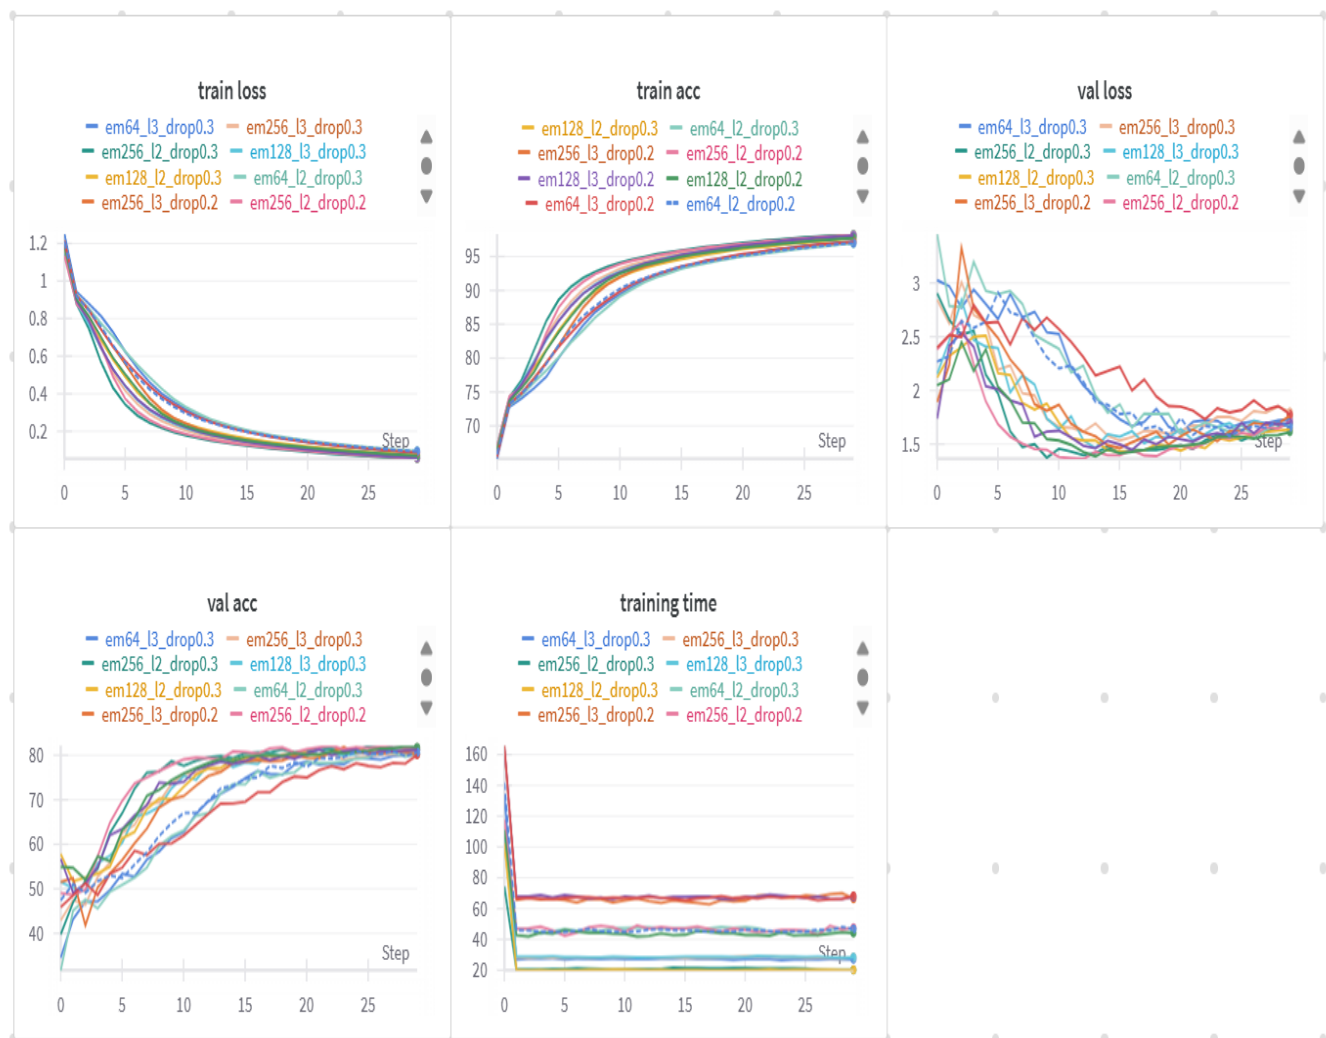 train loss
em64_l3_drop0.3 em256_l3_drop0.3
em256_l2_drop0.3 em128_l3_drop0.3
em128_l2_drop0.3 em64_l2_drop0.3
em256_l3_drop0.2 em256_l2_drop0.2
1.2
1
0.8
0.6
0.4
0.2
Step
0 5 10 15 20 25
train acc
em128_l2_drop0.3 em64_l2_drop0.3
em256_l3_drop0.2 em256_l2_drop0.2
em128_l3_drop0.2 em128_l2_drop0.2
em64_l3_drop0.2 em64_l2_drop0.2
95
90
85
80
75
70
Step
0 5 10 15 20 25
val loss
em64_l3_drop0.3 em256_l3_drop0.3
em256_l2_drop0.3 em128_l3_drop0.3
em128_l2_drop0.3 em64_l2_drop0.3
em256_l3_drop0.2 em256_l2_drop0.2
3
2.5
2
1.5
Step
0 5 10 15 20 25
val acc
em64_l3_drop0.3 em256_l3_drop0.3
em256_l2_drop0.3 em128_l3_drop0.3
em128_l2_drop0.3 em64_l2_drop0.3
em256_l3_drop0.2 em256_l2_drop0.2
80
70
60
50
40
Step
0 5 10 15 20 25
training time
em64_l3_drop0.3 em256_l3_drop0.3
em256_l2_drop0.3 em128_l3_drop0.3
em128_l2_drop0.3 em64_l2_drop0.3
em256_l3_drop0.2 em256_l2_drop0.2
160
140
120
100
80
60
40
20
Step
0 5 10 15 20 25